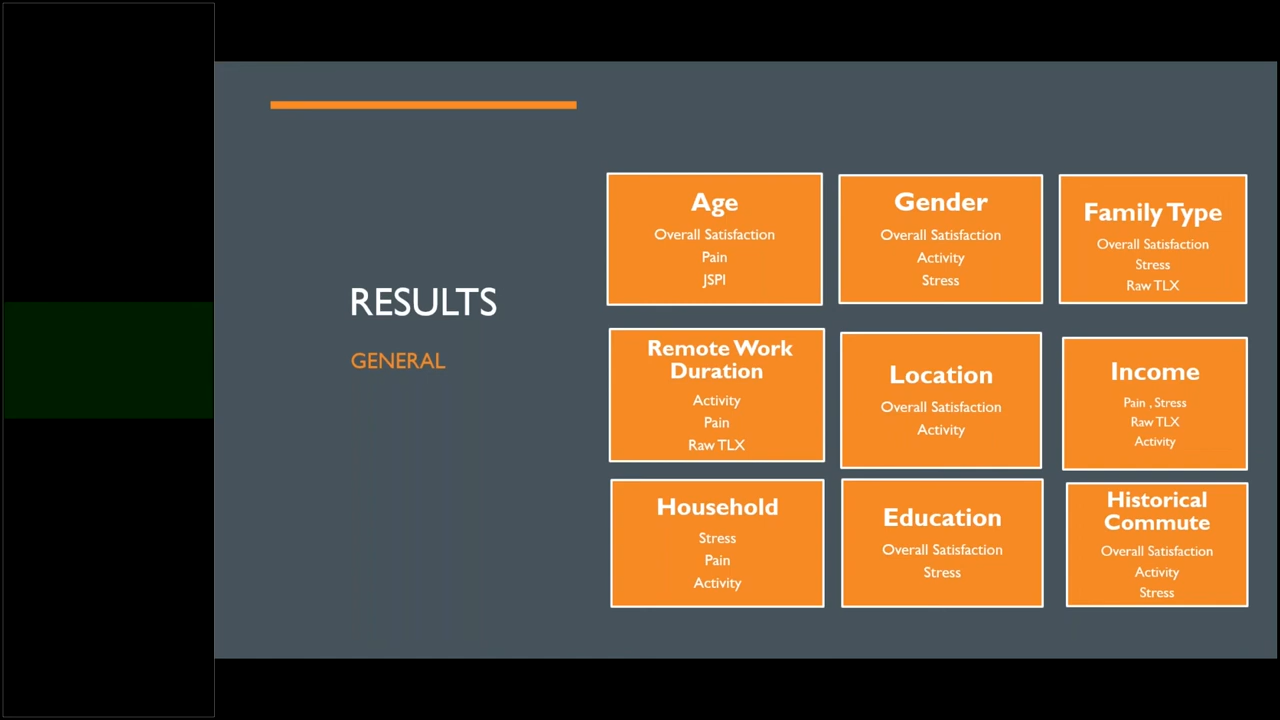 RESULTS
GENERAL
Age
Overall Satisfaction
Pain
JSPI
Gender
Overall Satisfaction
Activity
Stress
Family Type
Overall Satisfaction
Stress
Raw TLX
Remote Work
Duration
Activity
Pain
Raw TLX
Location
Overall Satisfaction
Activity
Income
Pain , Stress
Raw TLX
Activity
Household
Stress
Pain
Activity
Education
Overall Satisfaction
Stress
Historical
Commute
Overall Satisfaction
Activity
Stress